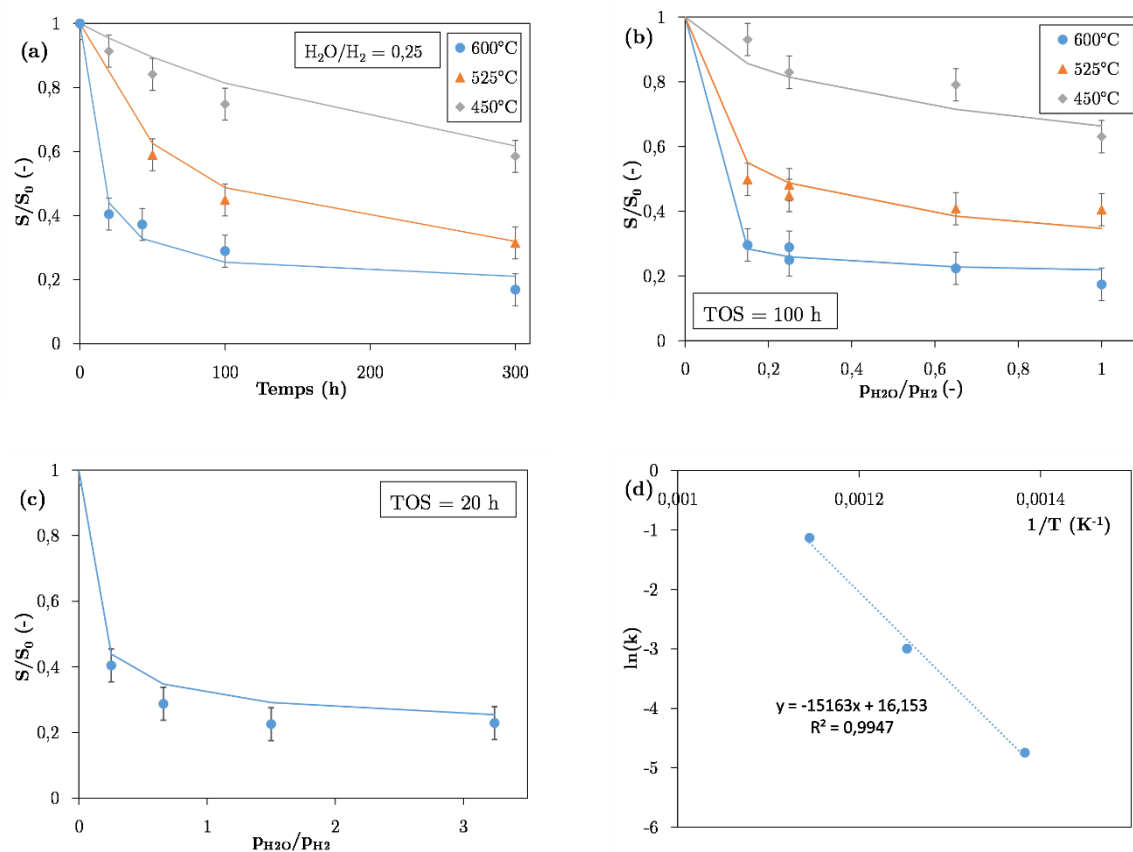 (a)
H₂O/H₂ = 0,25
600°C
525°C
450°C
S/S₀ (-)
1
0,8
0,6
0,4
0,2
0
0
100
200
300
Temps (h)
(b)
600°C
525°C
450°C
TOS = 100 h
S/S₀ (-)
1
0,8
0,6
0,4
0,2
0
0
0,2
0,4
0,6
0,8
1
pH2O/pH2 (-)
(c)
TOS = 20 h
S/S₀ (-)
1
0,8
0,6
0,4
0,2
0
0
1
2
3
pH2O/pH2
(d)
0
0,001
0,0012
0,0014
1/T (K⁻¹)
-1
-2
-3
-4
-5
-6
ln(k)
y = -15163x + 16,153
R² = 0,9947